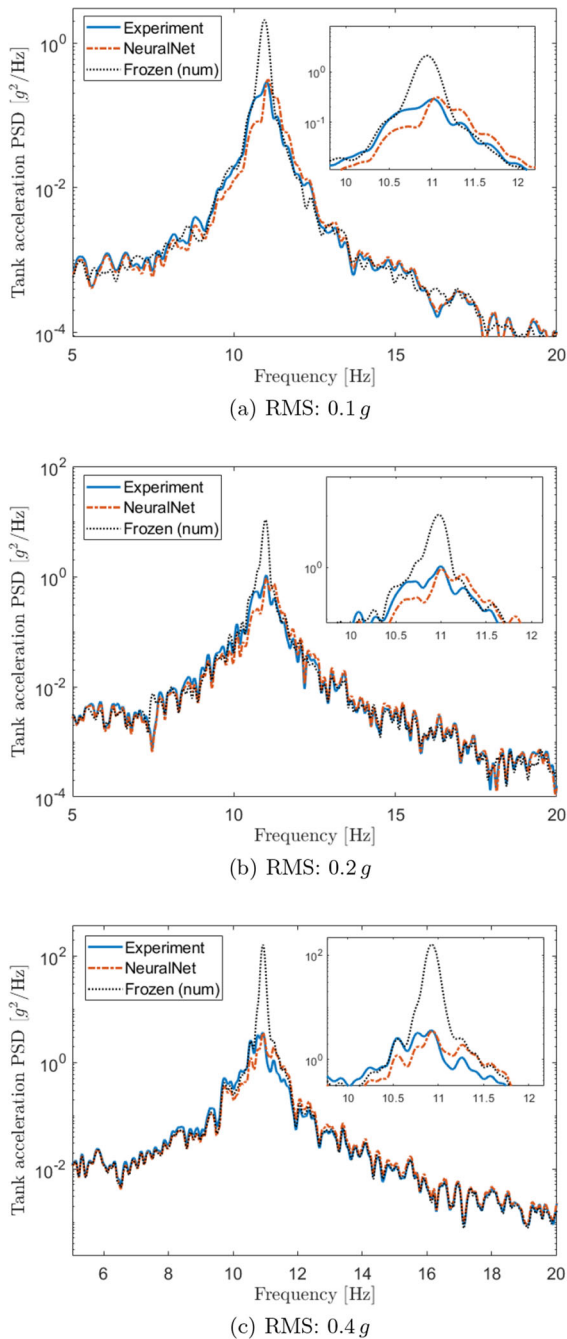 Tank acceleration PSD [g²/Hz]
10⁰
10⁻²
10⁻⁴
Experiment
NeuralNet
Frozen (num)
10⁰
10⁻¹
10 10.5 11 11.5 12
5 10 15 20
Frequency [Hz]
(a) RMS: 0.1 g
Tank acceleration PSD [g²/Hz]
10²
10⁰
10⁻²
10⁻⁴
Experiment
NeuralNet
Frozen (num)
10⁰
10 10.5 11 11.5 12
5 10 15 20
Frequency [Hz]
(b) RMS: 0.2 g
Tank acceleration PSD [g²/Hz]
10²
10⁰
10⁻²
Experiment
NeuralNet
Frozen (num)
10²
10⁰
10 10.5 11 11.5 12
6 8 10 12 14 16 18 20
Frequency [Hz]
(c) RMS: 0.4 g